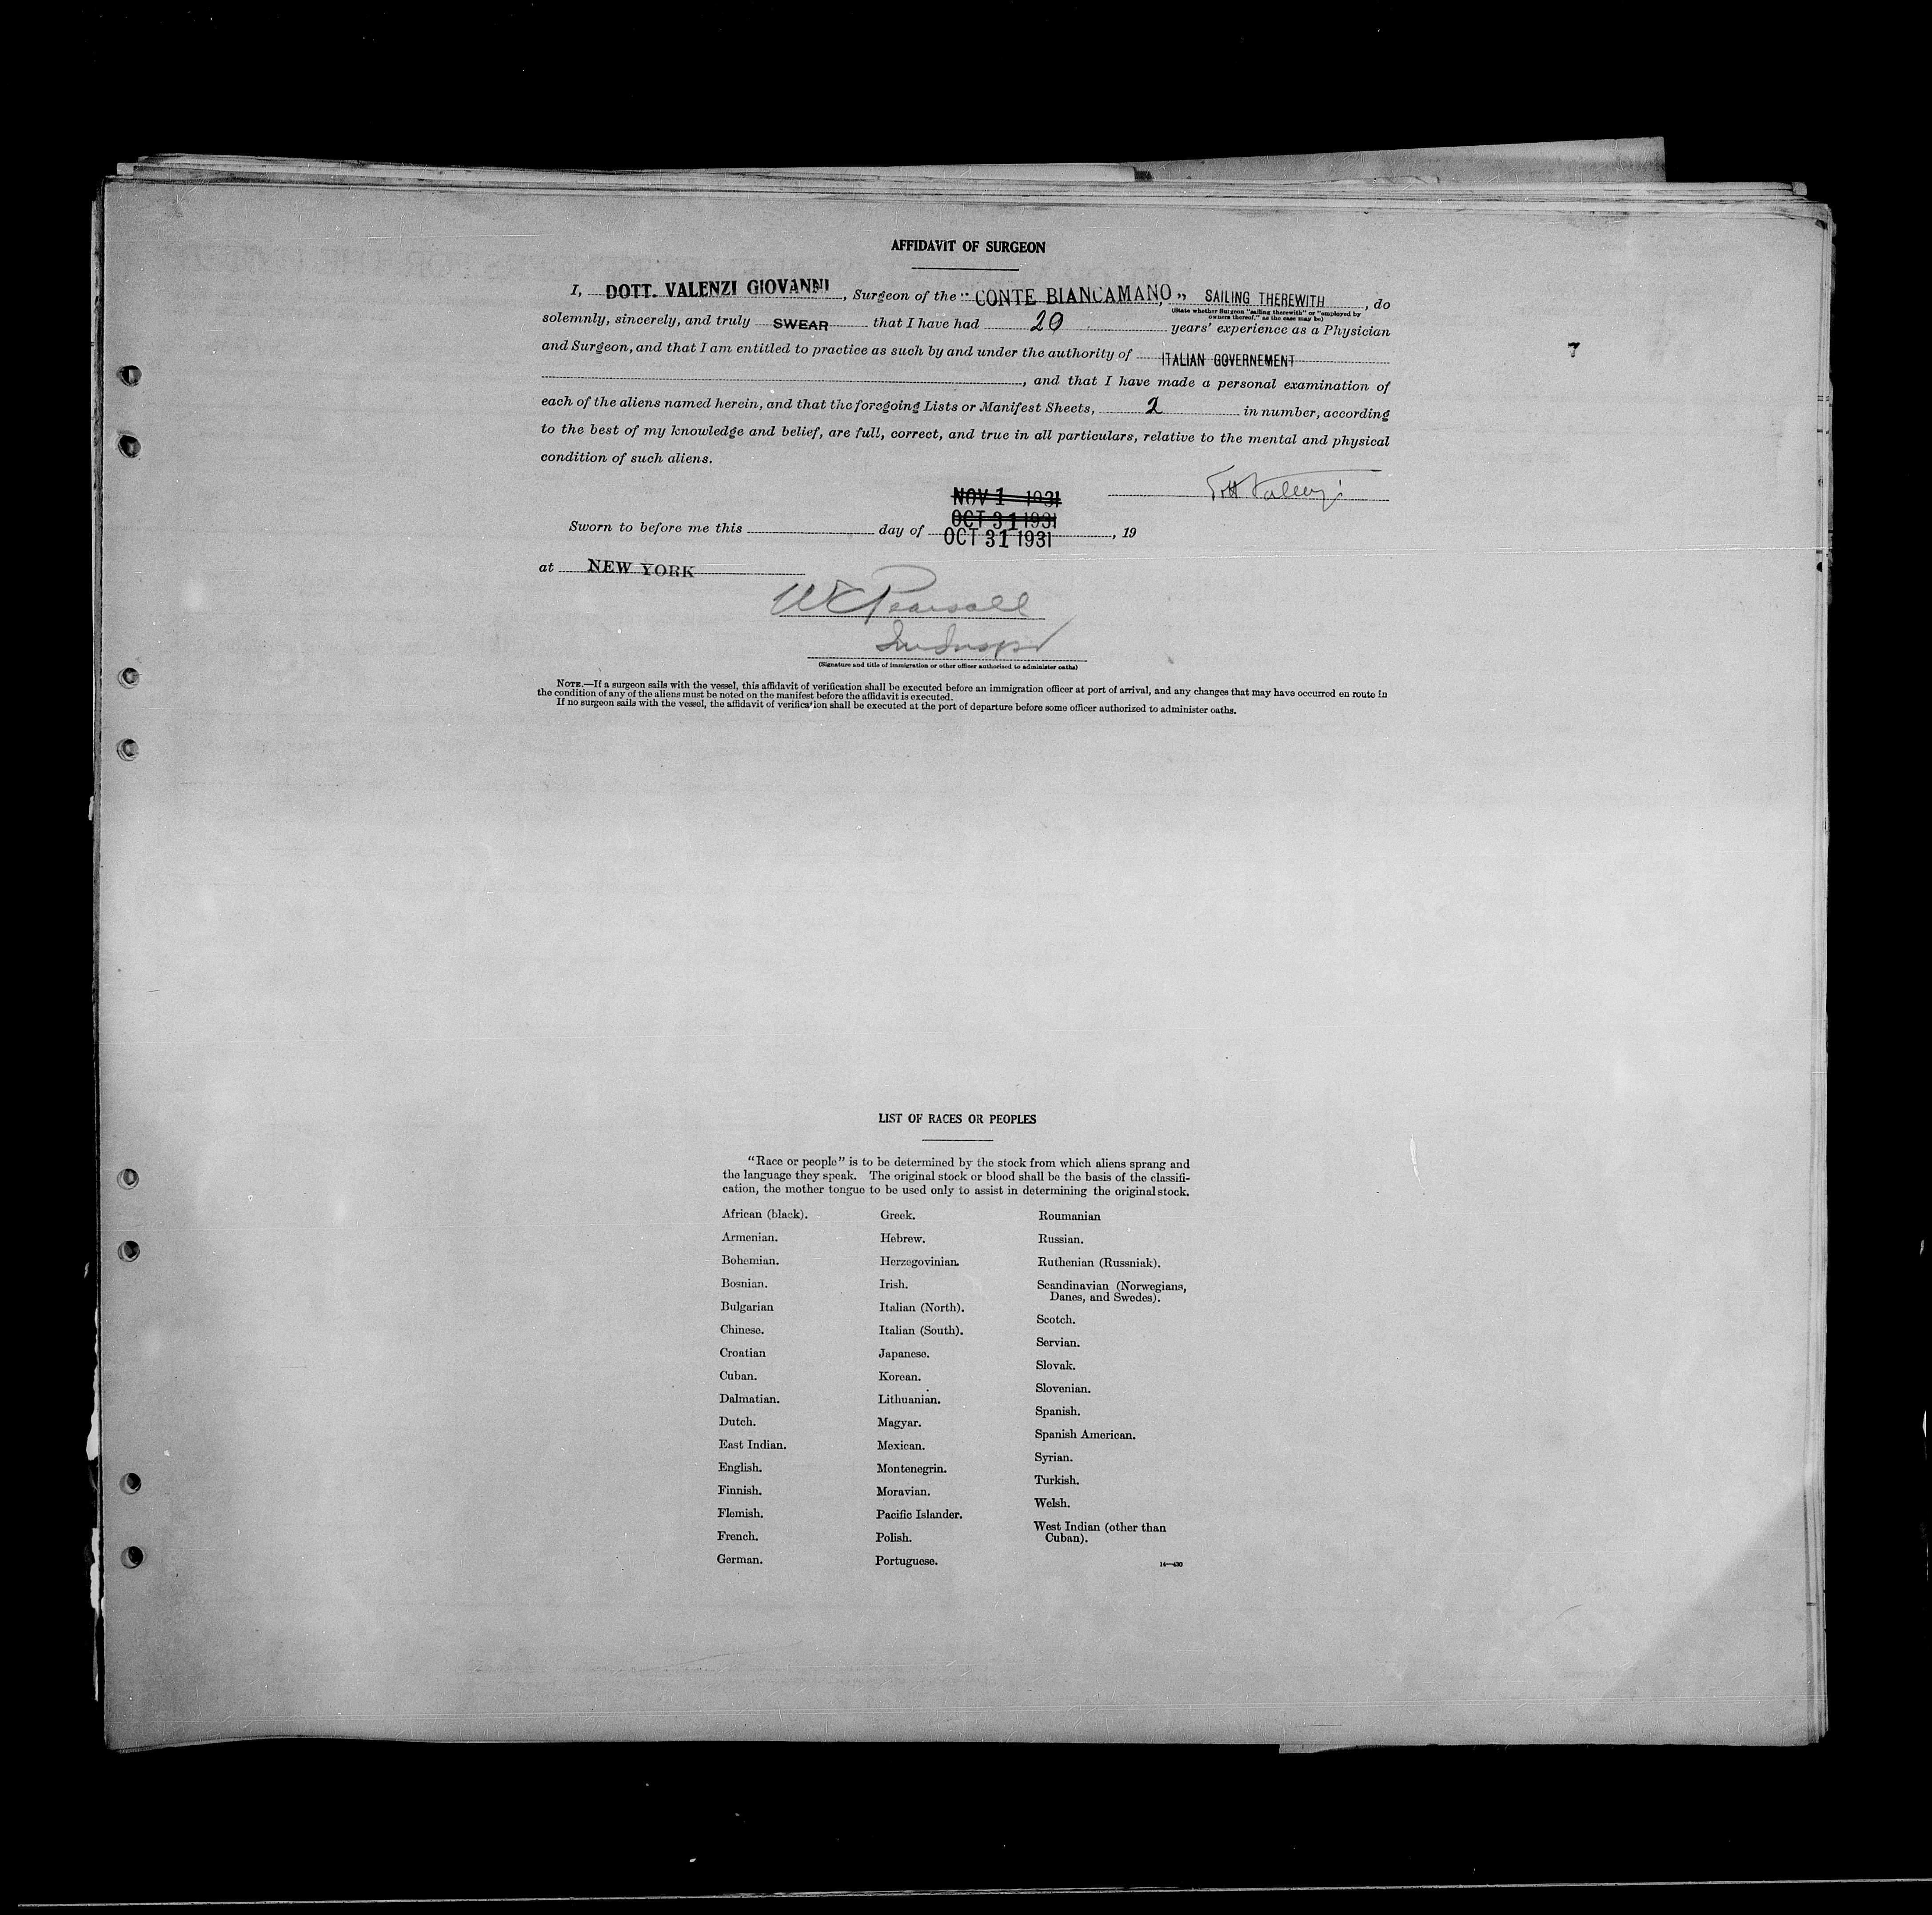 AFFIDAVIT OF SURGEON
I, DOTT. VALENZI GIOVANNI, Surgeon of the "CONTE BIANCAMANO," SAILING THEREWITH, do
(State whether Surgeon "sailing therewith" or "employed by
owners thereof," as the case may be)
solemnly, sincerely, and truly SWEAR that I have had 20 years' experience as a Physician
and Surgeon, and that I am entitled to practice as such by and under the authority of ITALIAN GOVERNEMENT
, and that I have made a personal examination of
each of the aliens named herein, and that the foregoing Lists or Manifest Sheets, 2 in number, according
to the best of my knowledge and belief, are full, correct, and true in all particulars, relative to the mental and physical
condition of such aliens.
Valenzi
NOV 1 1931
OCT 31 1931
Sworn to before me this day of OCT 31 1931, 19
at NEW YORK
W C Pearsall
Im Inspr
(Signature and title of immigration or other officer authorized to administer oaths)
NOTE.—If a surgeon sails with the vessel, this affidavit of verification shall be executed before an immigration officer at port of arrival, and any changes that may have occurred en route in
the condition of any of the aliens must be noted on the manifest before the affidavit is executed.
If no surgeon sails with the vessel, the affidavit of verification shall be executed at the port of departure before some officer authorized to administer oaths.
7
LIST OF RACES OR PEOPLES
"Race or people" is to be determined by the stock from which aliens sprang and
the language they speak. The original stock or blood shall be the basis of the classifi-
cation, the mother tongue to be used only to assist in determining the original stock.
African (black).
Armenian.
Bohemian.
Bosnian.
Bulgarian
Chinese.
Croatian
Cuban.
Dalmatian.
Dutch.
East Indian.
English.
Finnish.
Flemish.
French.
German.
Greek.
Hebrew.
Herzegovinian.
Irish.
Italian (North).
Italian (South).
Japanese.
Korean.
Lithuanian.
Magyar.
Mexican.
Montenegrin.
Moravian.
Pacific Islander.
Polish.
Portuguese.
Roumanian
Russian.
Ruthenian (Russniak).
Scandinavian (Norwegians,
Danes, and Swedes).
Scotch.
Servian.
Slovak.
Slovenian.
Spanish.
Spanish American.
Syrian.
Turkish.
Welsh.
West Indian (other than
Cuban).
14—430